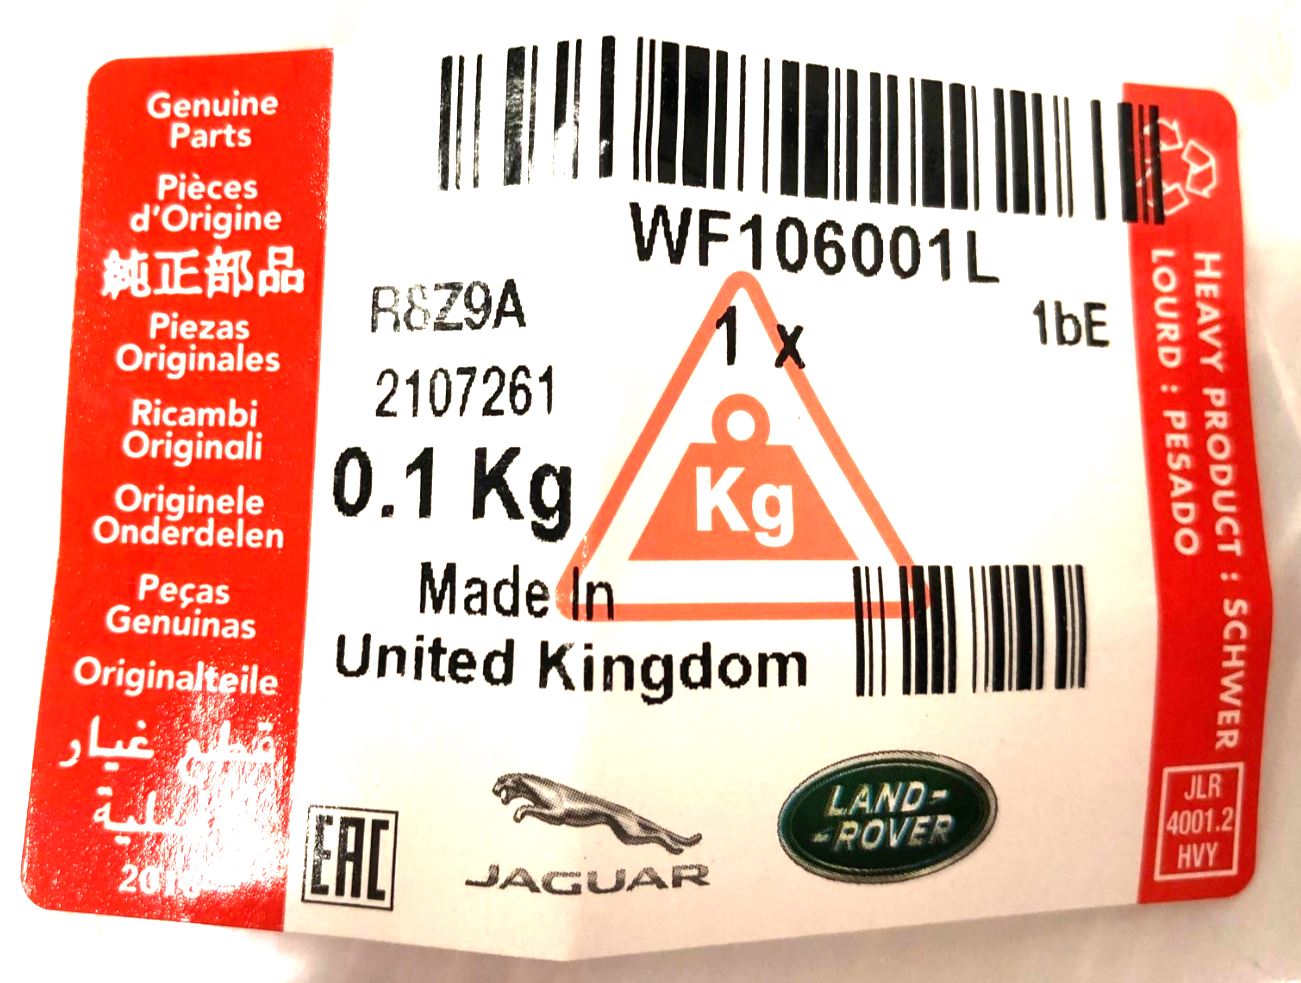 Genuine
Parts
Pièces
d'Origine
純正部品
Piezas
Originales
Ricambi
Originali
Originele
Onderdelen
Peças
Genuinas
Originalteile
قطع غيار
WF106001L
R8Z9A
1 x
1bE
2107261
0.1 Kg
Kg
Made In
United Kingdom
EAC
JAGUAR
LAND-
-ROVER
HEAVY PRODUCT : SCHWER
LOURD : PESADO
JLR
4001.2
HVY